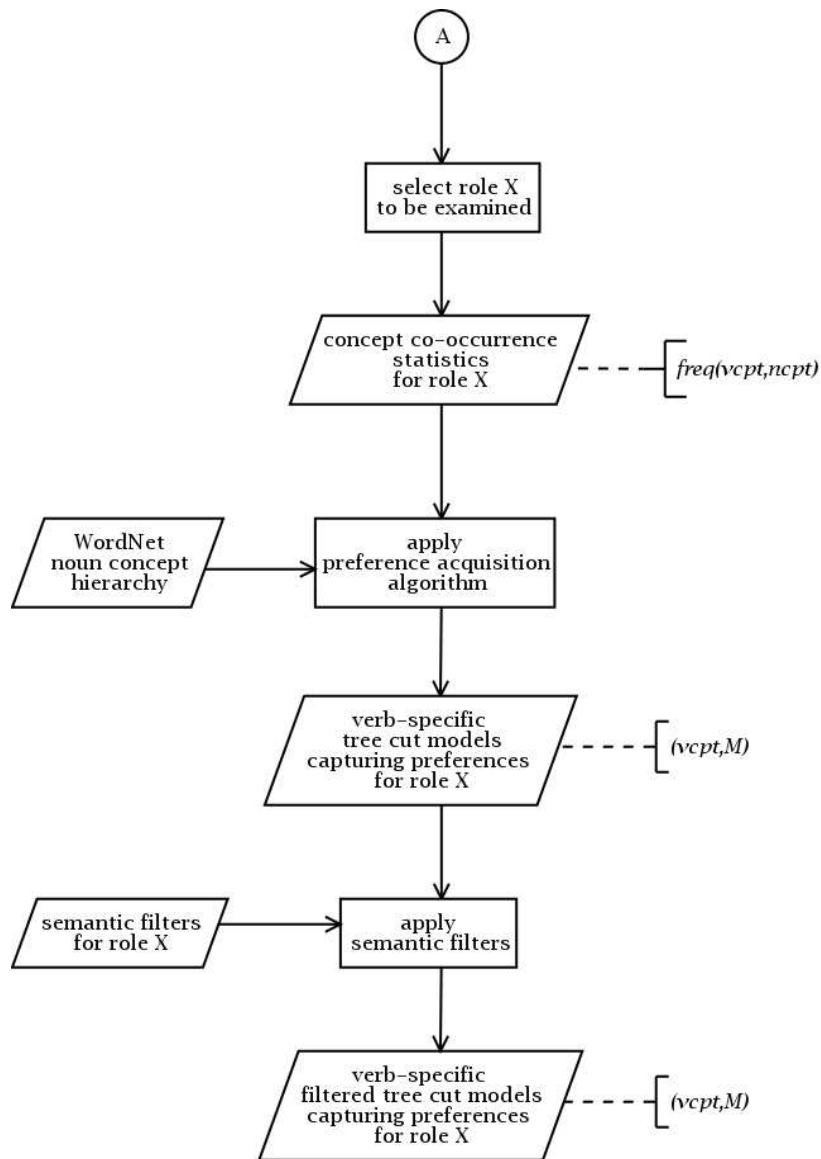 A
select role X
to be examined
concept co-occurrence
statistics
for role X
freq(vcpt,ncpt)
WordNet
noun concept
hierarchy
apply
preference acquisition
algorithm
verb-specific
tree cut models
capturing preferences
for role X
(vcpt,M)
semantic filters
for role X
apply
semantic filters
verb-specific
filtered tree cut models
capturing preferences
for role X
(vcpt,M)